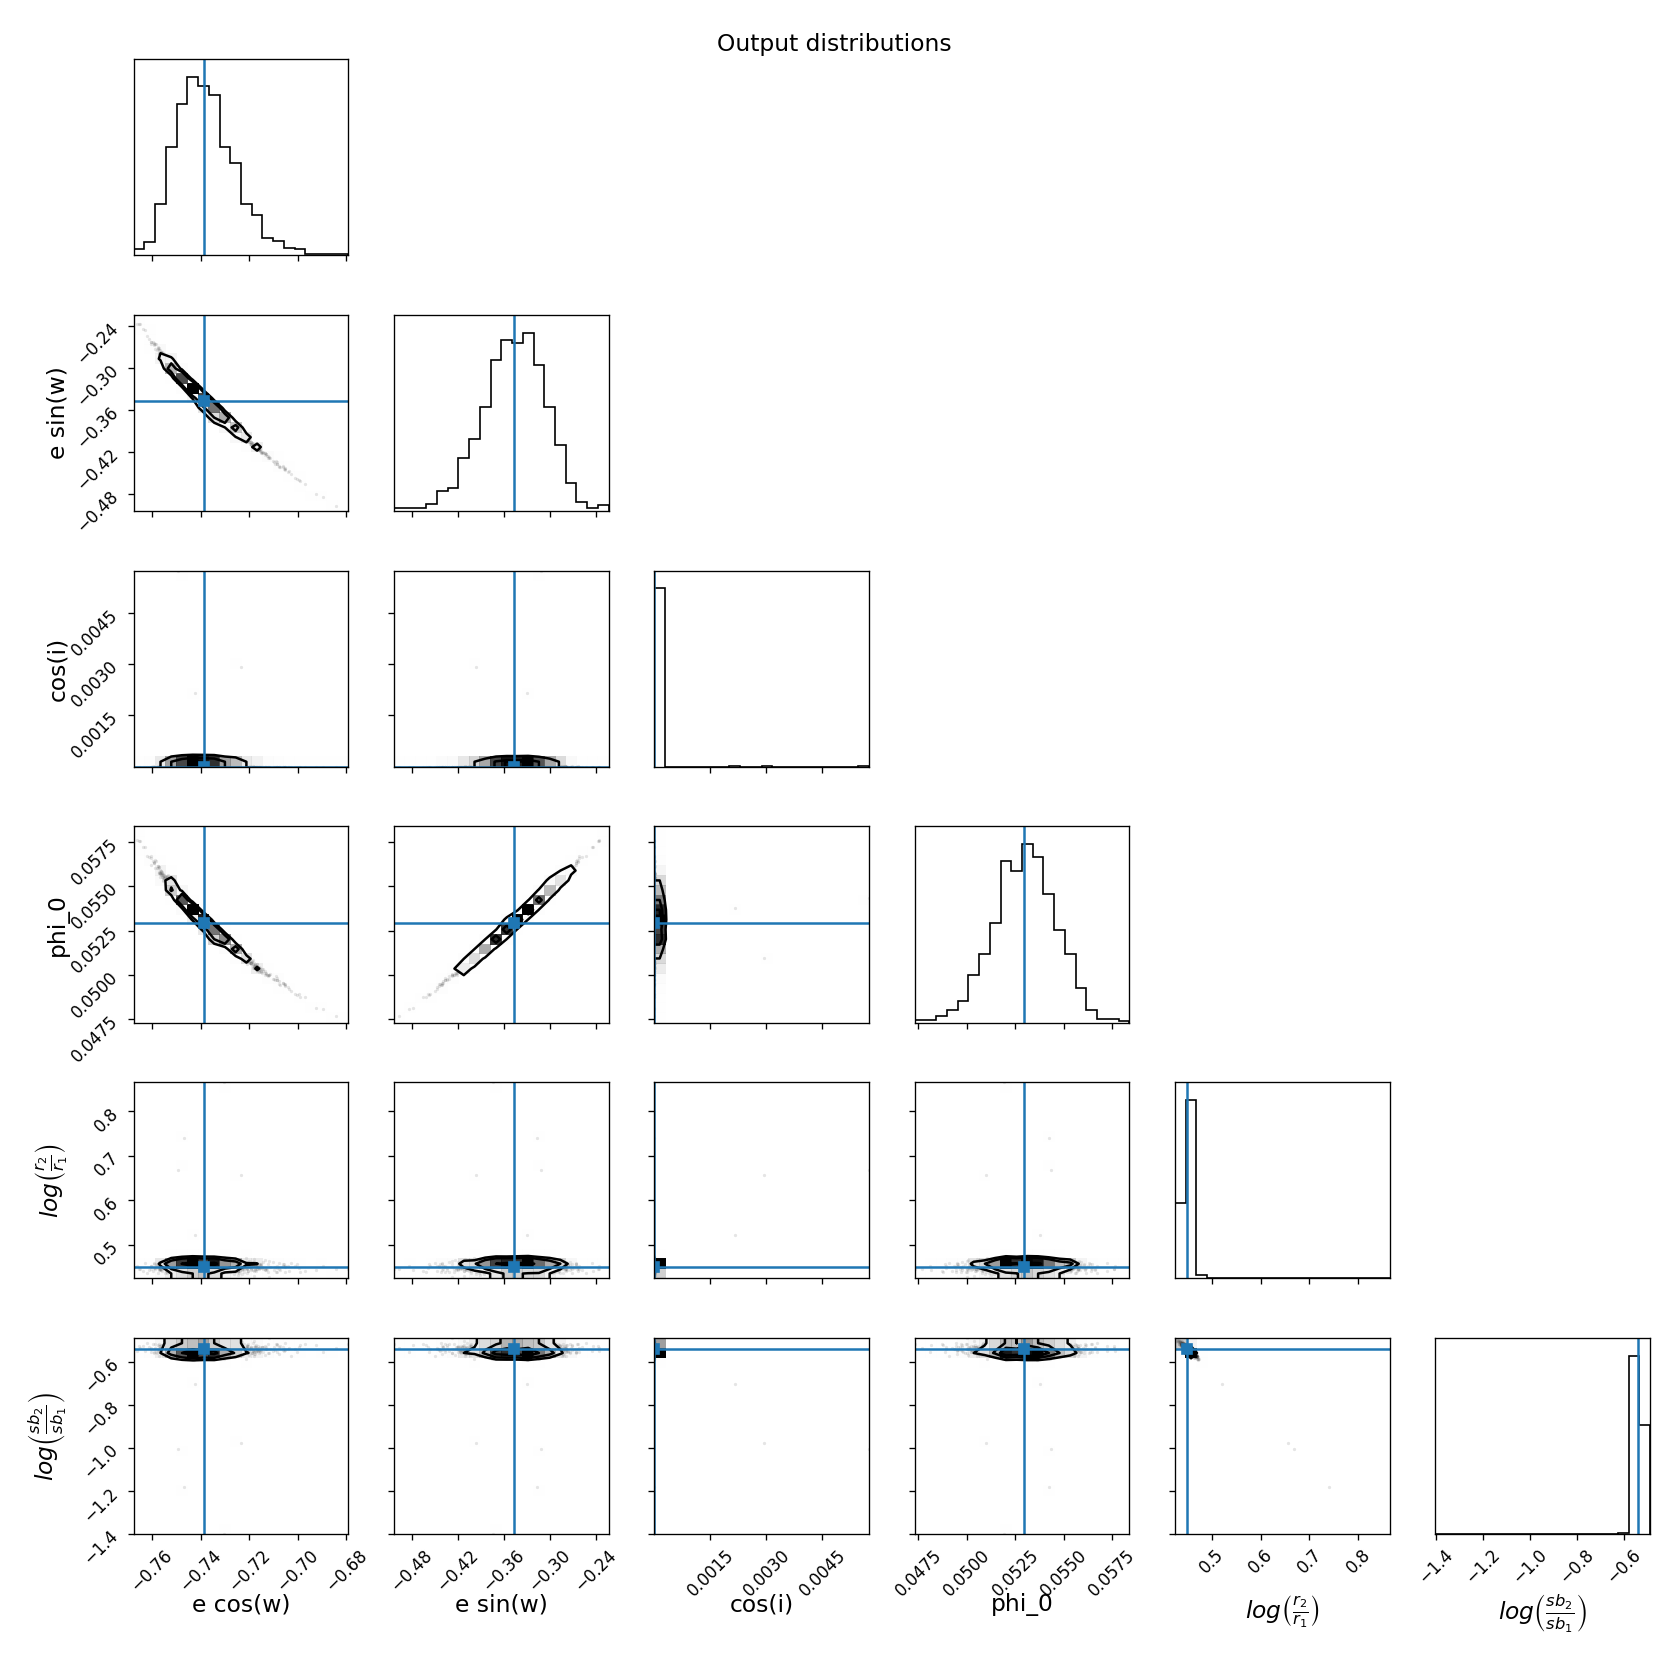 Output distributions
e sin(w)
−0.24
−0.30
−0.36
−0.42
−0.48
cos(i)
0.0045
0.0030
0.0015
phi_0
0.0575
0.0550
0.0525
0.0500
0.0475
log(r2/r1)
0.8
0.7
0.6
0.5
log(sb2/sb1)
−0.6
−0.8
−1.0
−1.2
−1.4
−0.76 −0.74 −0.72 −0.70 −0.68 −0.48 −0.42 −0.36 −0.30 −0.24 0.0015 0.0030 0.0045 0.0475 0.0500 0.0525 0.0550 0.0575 0.5 0.6 0.7 0.8 −1.4 −1.2 −1.0 −0.8 −0.6
e cos(w) e sin(w) cos(i) phi_0 log(r2/r1) log(sb2/sb1)